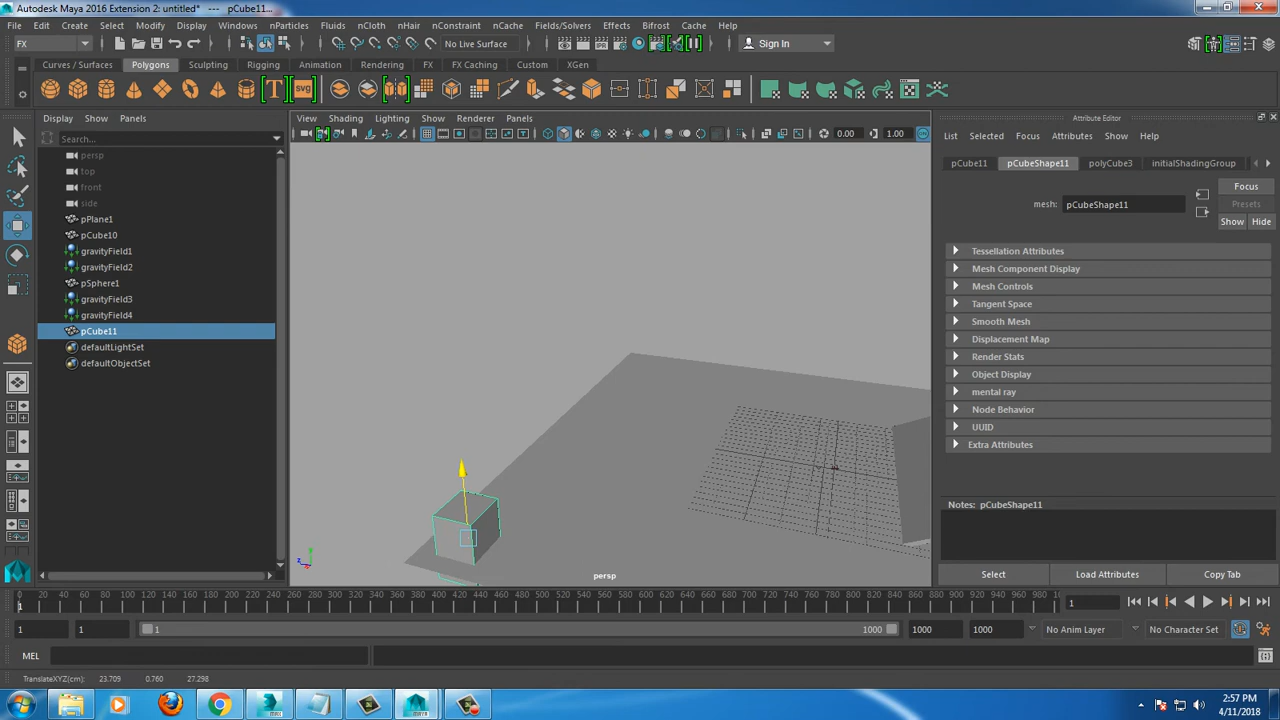 Autodesk Maya 2016 Extension 2: untitled* --- pCube11...
File Edit Create Select Modify Display Windows nParticles Fluids nCloth nHair nConstraint nCache Fields/Solvers Effects Bifrost Cache Help
FX No Live Surface Sign In
Curves / Surfaces Polygons Sculpting Rigging Animation Rendering FX FX Caching Custom XGen
T SVG
Display Show Panels
View Shading Lighting Show Renderer Panels
Attribute Editor
Search...
0.00 1.00
List Selected Focus Attributes Show Help
persp
top
front
side
pPlane1
pCube10
gravityField1
gravityField2
pSphere1
gravityField3
gravityField4
pCube11
defaultLightSet
defaultObjectSet
persp
pCube11 pCubeShape11 polyCube3 initialShadingGroup
Focus
mesh: pCubeShape11 Presets
Show Hide
Tessellation Attributes
Mesh Component Display
Mesh Controls
Tangent Space
Smooth Mesh
Displacement Map
Render Stats
Object Display
mental ray
Node Behavior
UUID
Extra Attributes
Notes: pCubeShape11
Select Load Attributes Copy Tab
0 20 40 60 80 100 120 140 160 180 200 220 240 260 280 300 320 340 360 380 400 420 440 460 480 500 520 540 560 580 600 620 640 660 680 700 720 740 760 780 800 820 840 860 880 900 920 940 960 980
1 1
1 1 1 1000 1000 1000 No Anim Layer No Character Set
MEL
TranslateXYZ(cm): 23.709 0.760 27.298
2:57 PM
4/11/2018